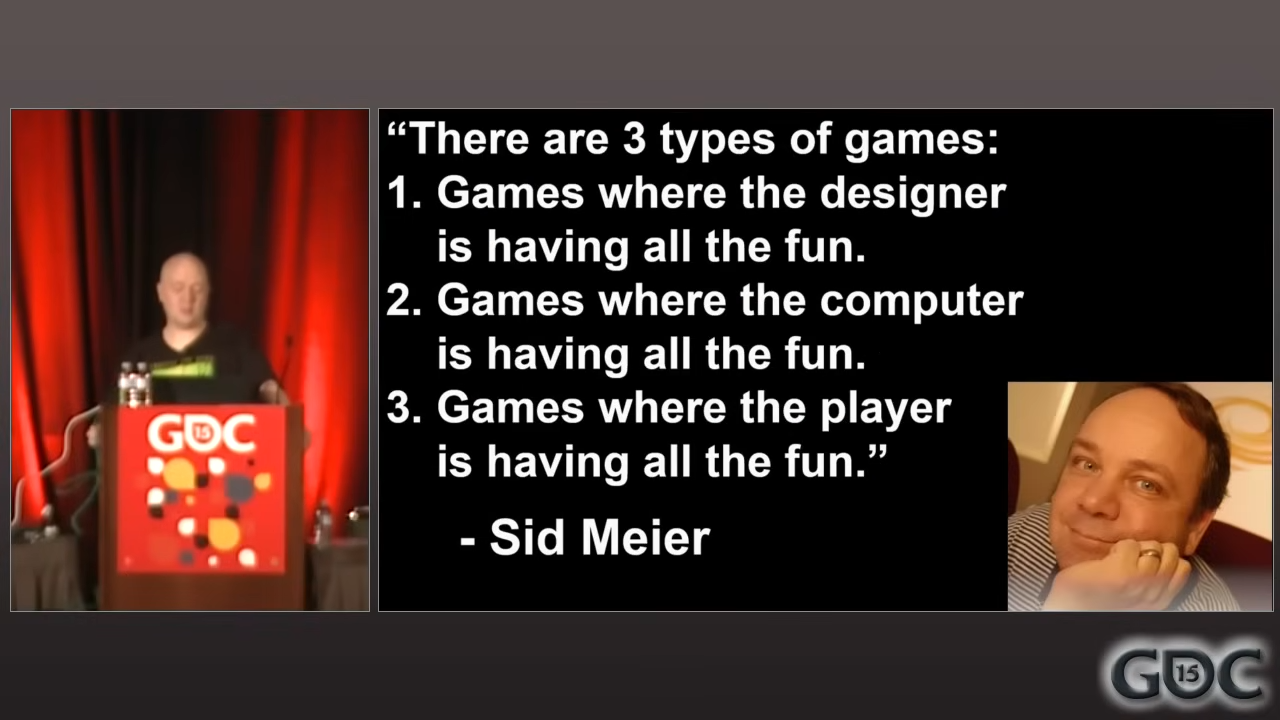 “There are 3 types of games:
1. Games where the designer
is having all the fun.
2. Games where the computer
is having all the fun.
3. Games where the player
is having all the fun.”
- Sid Meier
GDC
15
GDC
15